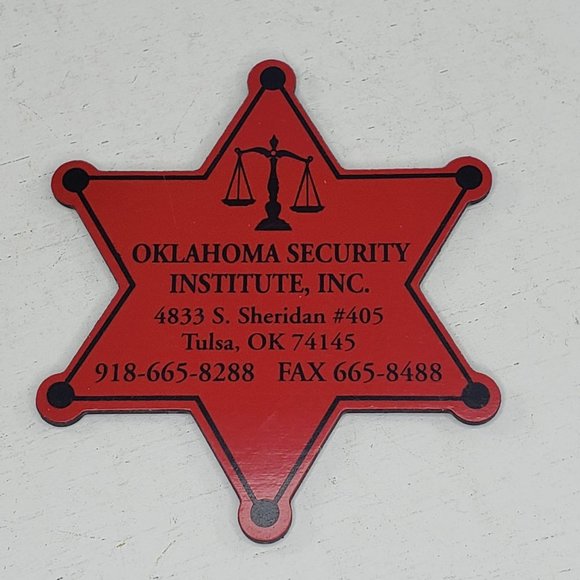 OKLAHOMA SECURITY
INSTITUTE, INC.
4833 S. Sheridan #405
Tulsa, OK 74145
918-665-8288 FAX 665-8488